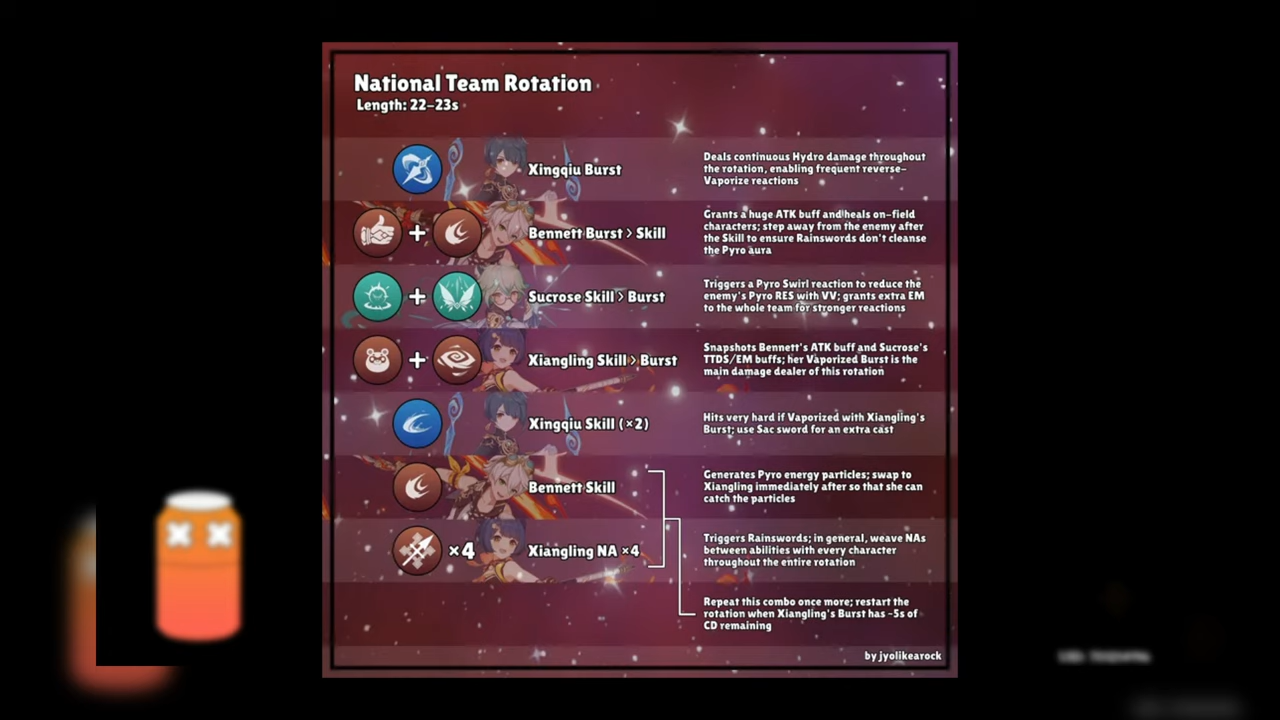 National Team Rotation
Length: 22-23s
Xingqiu Burst
Deals continuous Hydro damage throughout
the rotation, enabling frequent reverse-
Vaporize reactions
Bennett Burst > Skill
Grants a huge ATK buff and heals on-field
characters; step away from the enemy after
the Skill to ensure Rainswords don't cleanse
the Pyro aura
Sucrose Skill > Burst
Triggers a Pyro Swirl reaction to reduce the
enemy's Pyro RES with VV; grants extra EM
to the whole team for stronger reactions
Xiangling Skill > Burst
Snapshots Bennett's ATK buff and Sucrose's
TTDS/EM buffs; her Vaporized Burst is the
main damage dealer of this rotation
Xingqiu Skill (×2)
Hits very hard if Vaporized with Xiangling's
Burst; use Sac sword for an extra cast
Bennett Skill
Generates Pyro energy particles; swap to
Xiangling immediately after so that she can
catch the particles
×4
Xiangling NA ×4
Triggers Rainswords; in general, weave NAs
between abilities with every character
throughout the entire rotation
Repeat this combo once more; restart the
rotation when Xiangling's Burst has ~5s of
CD remaining
by jyolikearock